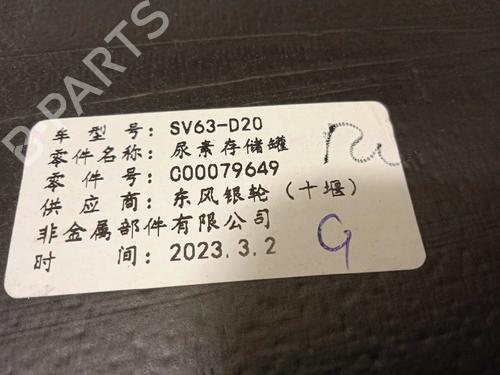 车 型 号: SV63-D20
零件名称: 尿素存储罐
零 件 号: C00079649
供 应 商: 东风银轮 (十堰)
非金属部件有限公司
时 间: 2023.3.2
B-PARTS